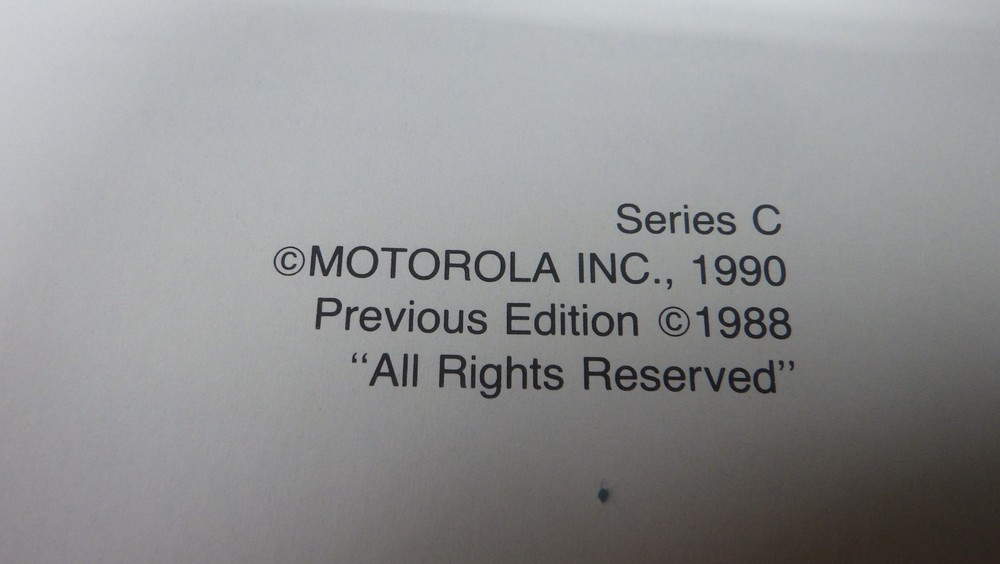 Series C
©MOTOROLA INC., 1990
Previous Edition ©1988
“All Rights Reserved”